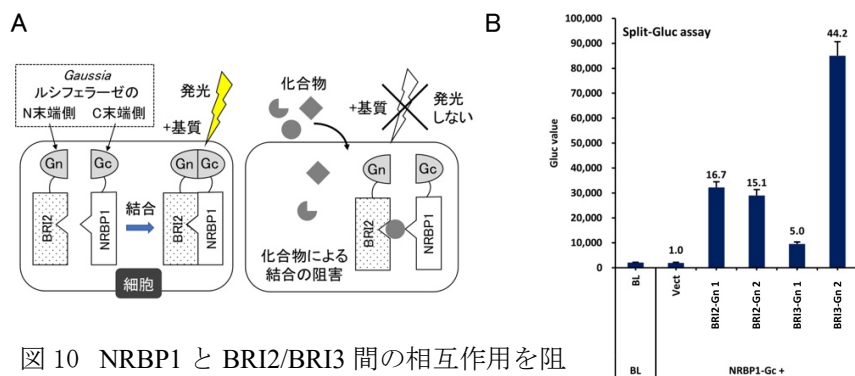 A
Gaussia
ルシフェラーゼの
N末端側 C末端側
発光
+基質
Gn
Gc
Gn
Gc
BRI2
NRBP1
結合
BRI2
NRBP1
細胞
化合物
+基質
発光
しない
Gn
Gc
BRI2
NRBP1
化合物による
結合の阻害
B
Split-Gluc assay
Gluc value
100,000
90,000
80,000
70,000
60,000
50,000
40,000
30,000
20,000
10,000
0
1.0
16.7
15.1
5.0
44.2
BL
Vect
BRI2-Gn 1
BRI2-Gn 2
BRI3-Gn 1
BRI3-Gn 2
BL
NRBP1-Gc +
図 10 NRBP1 と BRI2/BRI3 間の相互作用を阻